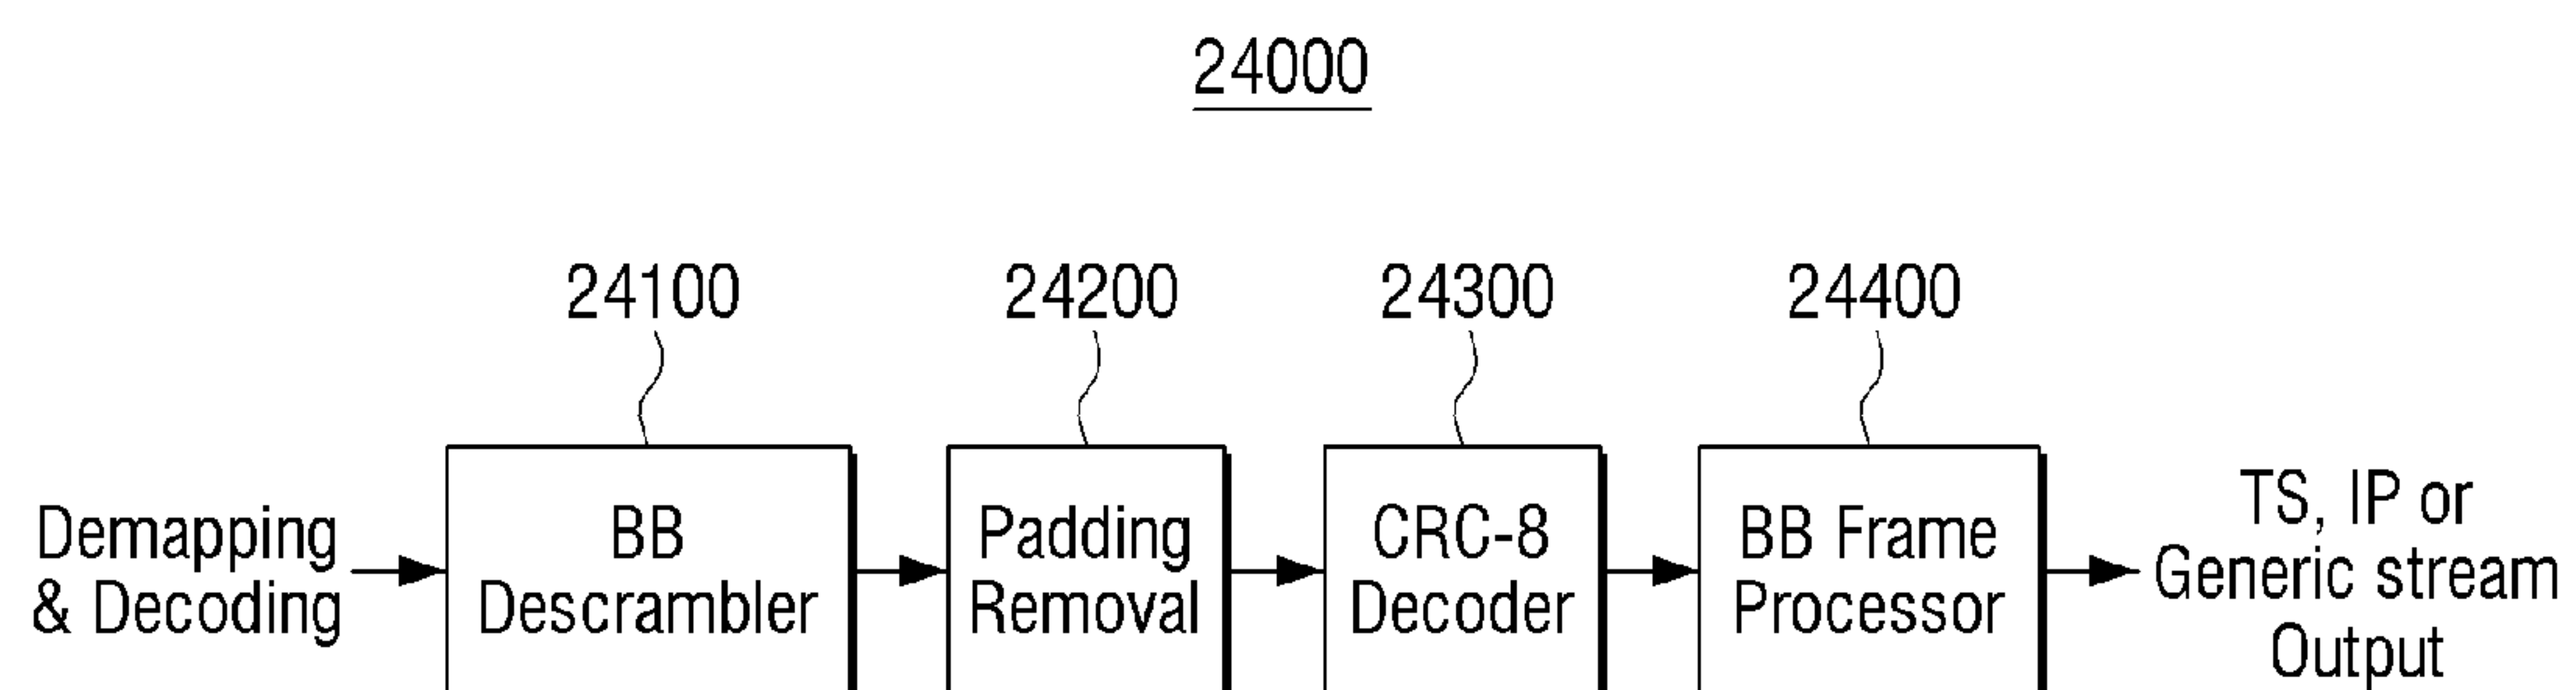 24000
24100 24200 24300 24400
Demapping
& Decoding
BB
Descrambler
Padding
Removal
CRC-8
Decoder
BB Frame
Processor
TS, IP or
Generic stream
Output